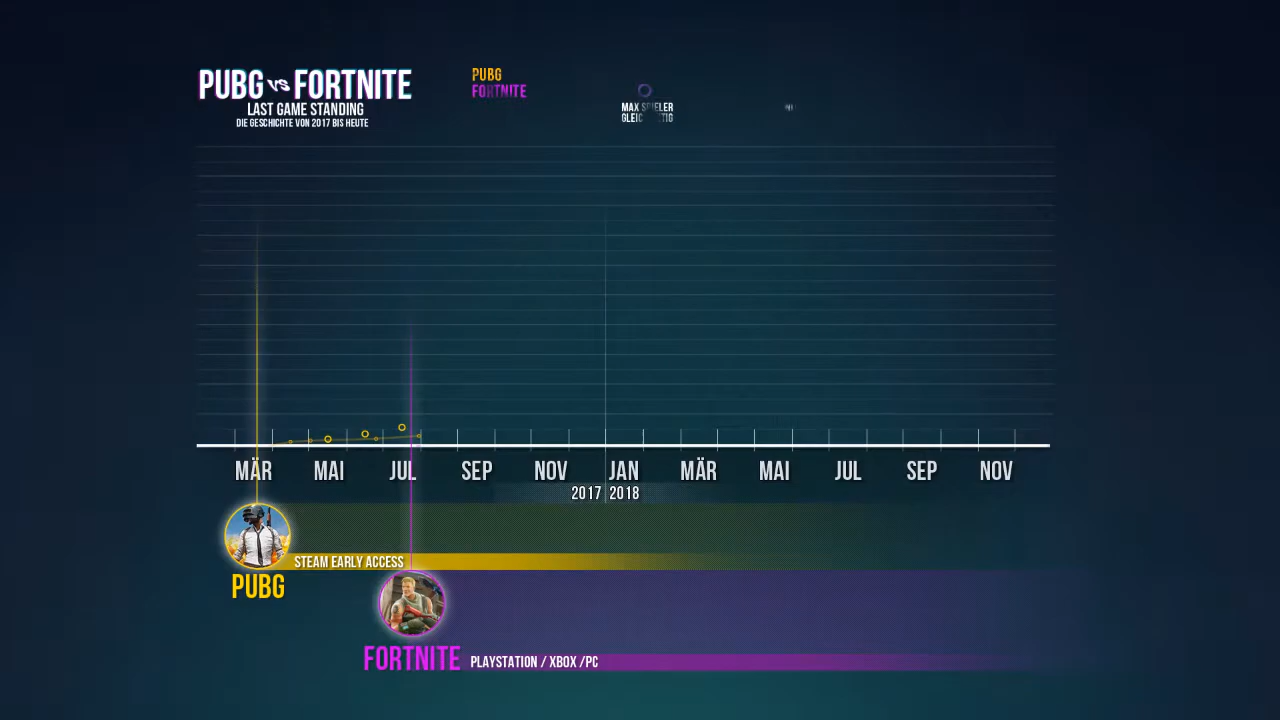 PUBG VS FORTNITE
LAST GAME STANDING
DIE GESCHICHTE VON 2017 BIS HEUTE
PUBG
FORTNITE
MAX SPIELER
MÄR MAI JUL SEP NOV JAN MÄR MAI JUL SEP NOV
2017 2018
STEAM EARLY ACCESS
PUBG
FORTNITE PLAYSTATION / XBOX /PC